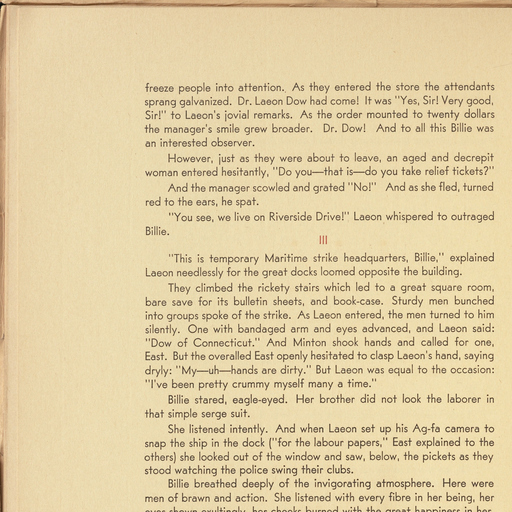 freeze people into attention. As they entered the store the attendants
sprang galvanized. Dr. Laeon Dow had come! It was "Yes, Sir! Very good,
Sir!" to Laeon's jovial remarks. As the order mounted to twenty dollars
the manager's smile grew broader. Dr. Dow! And to all this Billie was
an interested observer.
However, just as they were about to leave, an aged and decrepit
woman entered hesitantly, "Do you—that is—do you take relief tickets?"
And the manager scowled and grated "No!" And as she fled, turned
red to the ears, he spat.
"You see, we live on Riverside Drive!" Laeon whispered to outraged
Billie.
III
"This is temporary Maritime strike headquarters, Billie," explained
Laeon needlessly for the great docks loomed opposite the building.
They climbed the rickety stairs which led to a great square room,
bare save for its bulletin sheets, and book-case. Sturdy men bunched
into groups spoke of the strike. As Laeon entered, the men turned to him
silently. One with bandaged arm and eyes advanced, and Laeon said:
"Dow of Connecticut." And Minton shook hands and called for one,
East. But the overalled East openly hesitated to clasp Laeon's hand, saying
dryly: "My—uh—hands are dirty." But Laeon was equal to the occasion:
"I've been pretty crummy myself many a time."
Billie stared, eagle-eyed. Her brother did not look the laborer in
that simple serge suit.
She listened intently. And when Laeon set up his Ag-fa camera to
snap the ship in the dock ("for the labour papers," East explained to the
others) she looked out of the window and saw, below, the pickets as they
stood watching the police swing their clubs.
Billie breathed deeply of the invigorating atmosphere. Here were
men of brawn and action. She listened with every fibre in her being, her
eyes shown exultingly, her cheeks burned with the great happiness in her